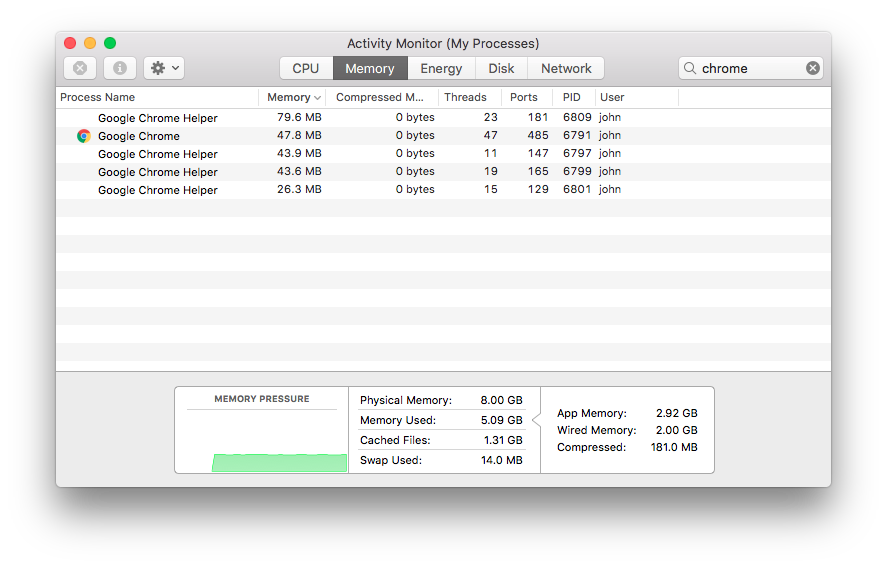 Activity Monitor (My Processes)
CPU Memory Energy Disk Network chrome
Process Name Memory Compressed M... Threads Ports PID User
Google Chrome Helper 79.6 MB 0 bytes 23 181 6809 john
Google Chrome 47.8 MB 0 bytes 47 485 6791 john
Google Chrome Helper 43.9 MB 0 bytes 11 147 6797 john
Google Chrome Helper 43.6 MB 0 bytes 19 165 6799 john
Google Chrome Helper 26.3 MB 0 bytes 15 129 6801 john
MEMORY PRESSURE
Physical Memory: 8.00 GB
Memory Used: 5.09 GB
Cached Files: 1.31 GB
Swap Used: 14.0 MB
App Memory: 2.92 GB
Wired Memory: 2.00 GB
Compressed: 181.0 MB